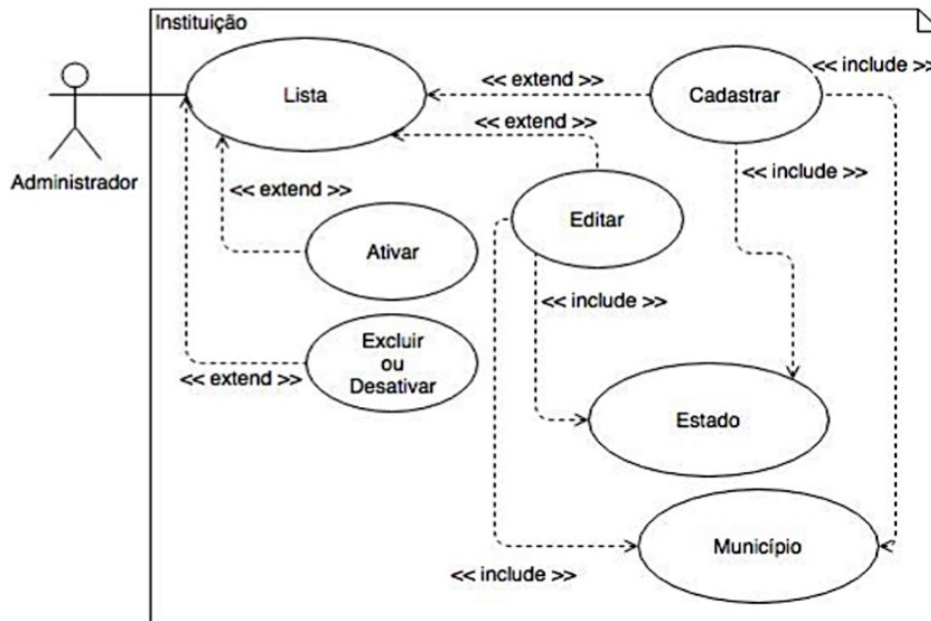 Instituição
Lista
<< extend >>
Cadastrar
<< include >>
<< extend >>
Administrador
<< extend >>
<< include >>
Editar
Ativar
<< include >>
Excluir
ou
Desativar
<< extend >>
Estado
Município
<< include >>